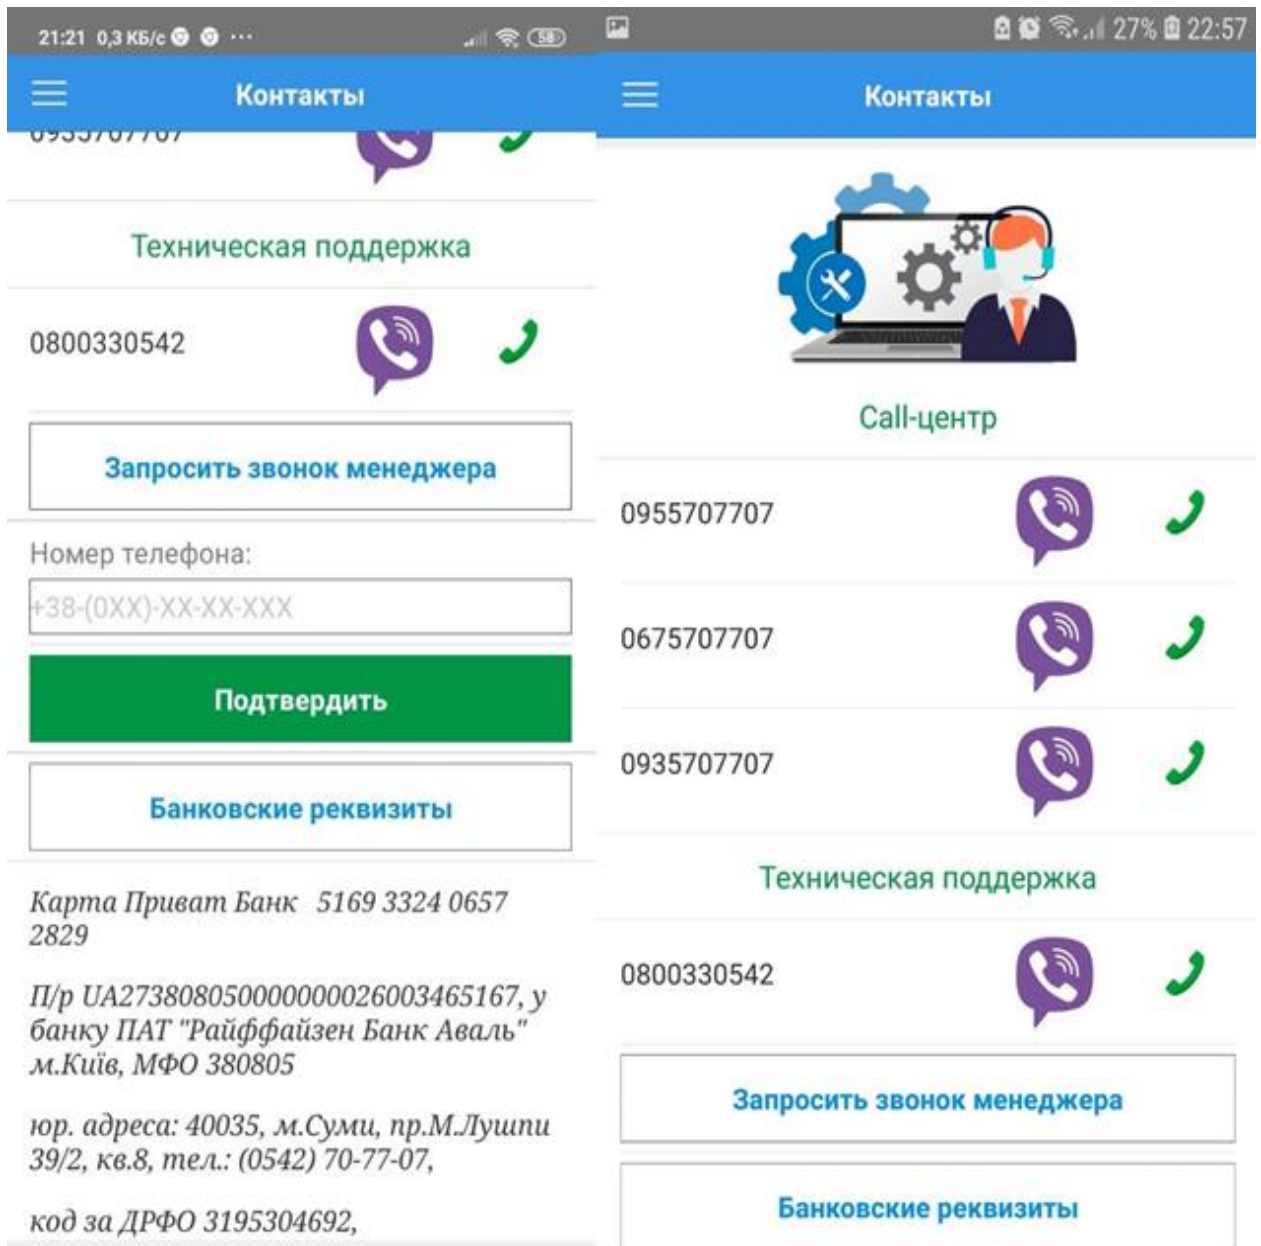 21:21 0,3 КБ/с ...
58
Контакты
0935707707
Техническая поддержка
0800330542
Запросить звонок менеджера
Номер телефона:
+38-(0XX)-XX-XX-XXX
Подтвердить
Банковские реквизиты
Карта Приват Банк 5169 3324 0657
2829
П/р UA273808050000000026003465167, у
банку ПАТ "Райффайзен Банк Аваль"
м.Київ, МФО 380805
юр. адреса: 40035, м.Суми, пр.М.Лушпи
39/2, кв.8, тел.: (0542) 70-77-07,
код за ДРФО 3195304692,
27% 22:57
Контакты
Call-центр
0955707707
0675707707
0935707707
Техническая поддержка
0800330542
Запросить звонок менеджера
Банковские реквизиты